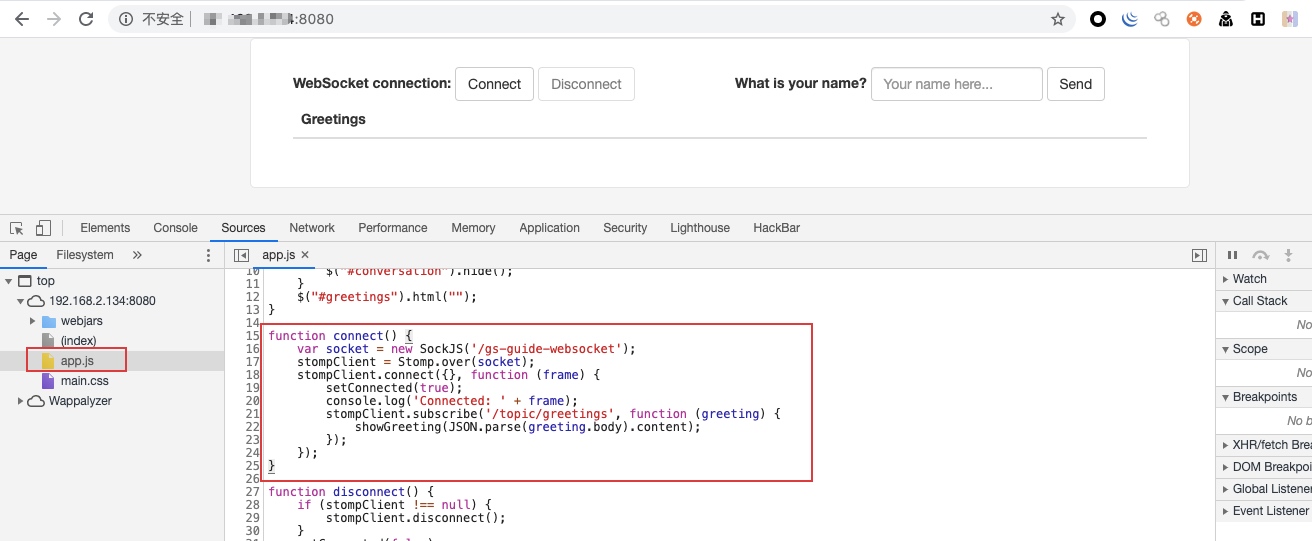 不安全 4:8080
WebSocket connection: Connect Disconnect What is your name? Your name here... Send
Greetings
Elements Console Sources Network Performance Memory Application Security Lighthouse HackBar
Page Filesystem » app.js ×
top
192.168.2.134:8080
webjars
(index)
app.js
main.css
Wappalyzer
10 $("#conversation").hide();
11 }
12 $("#greetings").html("");
13 }
14
15 function connect() {
16 var socket = new SockJS('/gs-guide-websocket');
17 stompClient = Stomp.over(socket);
18 stompClient.connect({}, function (frame) {
19 setConnected(true);
20 console.log('Connected: ' + frame);
21 stompClient.subscribe('/topic/greetings', function (greeting) {
22 showGreeting(JSON.parse(greeting.body).content);
23 });
24 });
25 }
26
27 function disconnect() {
28 if (stompClient !== null) {
29 stompClient.disconnect();
30 }
Watch
Call Stack
No
Scope
No
Breakpoints
No b
XHR/fetch Brea
DOM Breakpoi
Global Listener
Event Listener